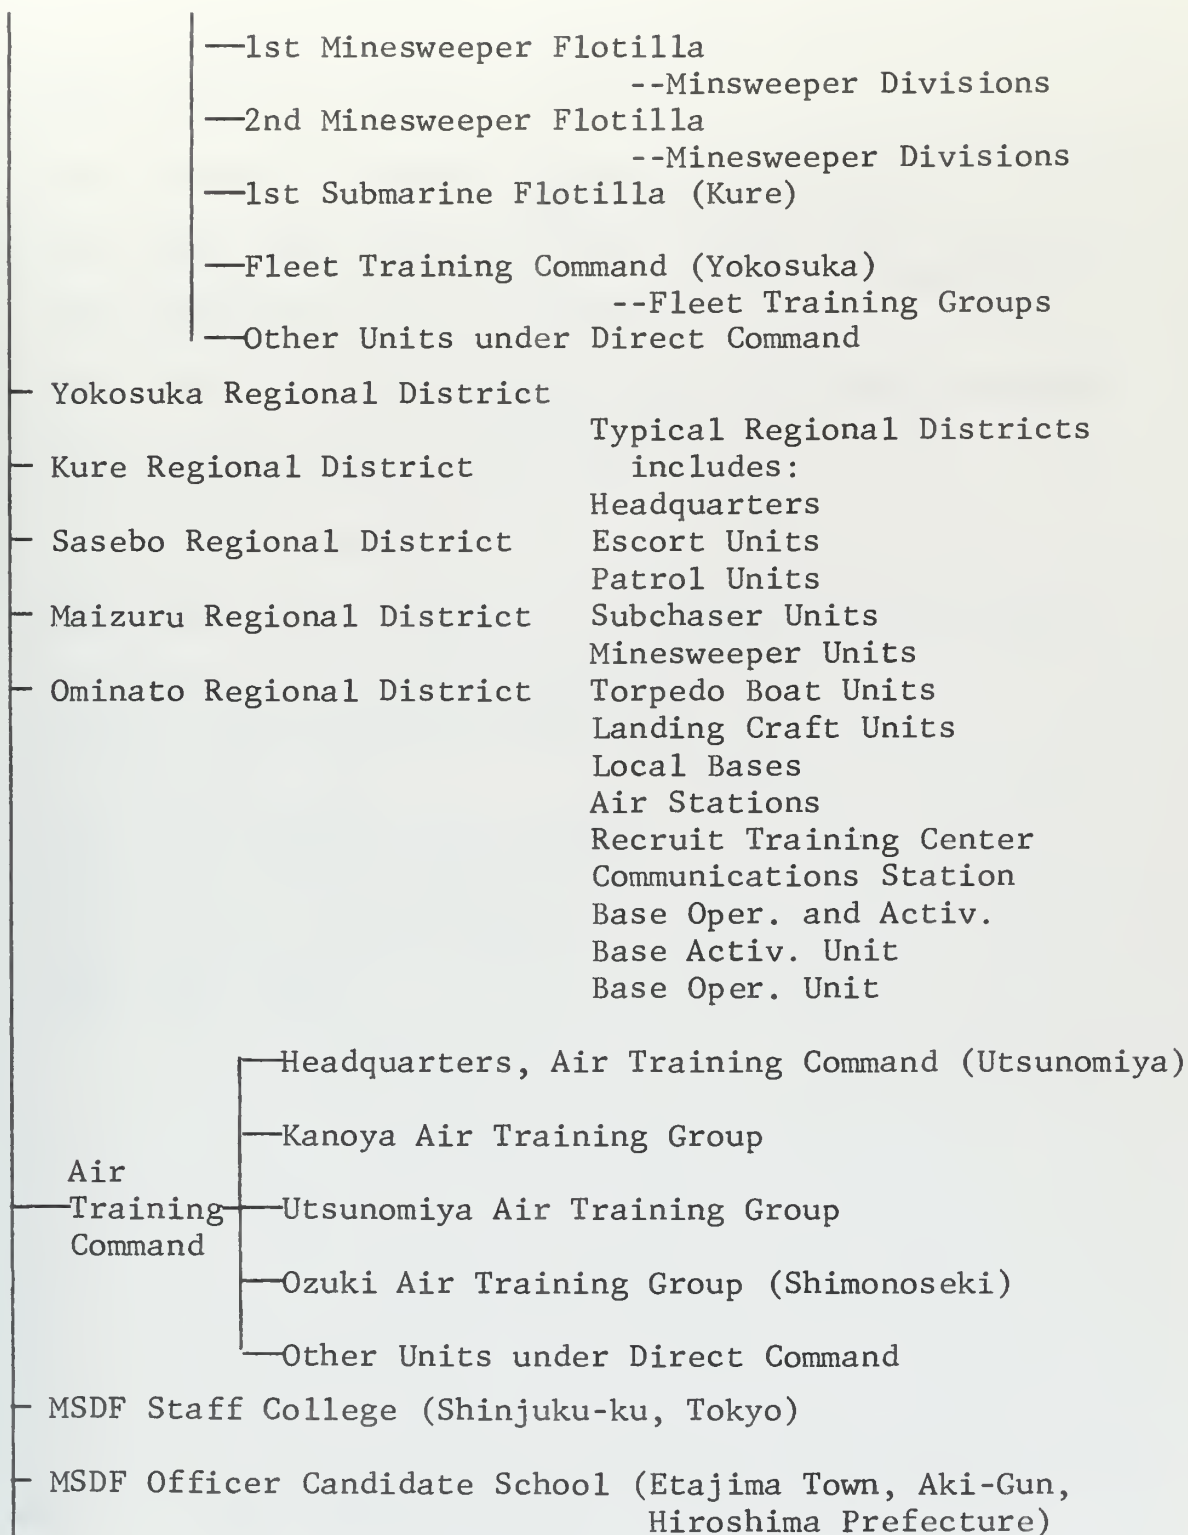 1st Minesweeper Flotilla
--Minsweeper Divisions
2nd Minesweeper Flotilla
--Minesweeper Divisions
1st Submarine Flotilla (Kure)
Fleet Training Command (Yokosuka)
--Fleet Training Groups
Other Units under Direct Command
Yokosuka Regional District
Kure Regional District
Sasebo Regional District
Maizuru Regional District
Ominato Regional District
Typical Regional Districts
includes:
Headquarters
Escort Units
Patrol Units
Subchaser Units
Minesweeper Units
Torpedo Boat Units
Landing Craft Units
Local Bases
Air Stations
Recruit Training Center
Communications Station
Base Oper. and Activ.
Base Activ. Unit
Base Oper. Unit
Air
Training
Command
Headquarters, Air Training Command (Utsunomiya)
Kanoya Air Training Group
Utsunomiya Air Training Group
Ozuki Air Training Group (Shimonoseki)
Other Units under Direct Command
MSDF Staff College (Shinjuku-ku, Tokyo)
MSDF Officer Candidate School (Etajima Town, Aki-Gun,
Hiroshima Prefecture)